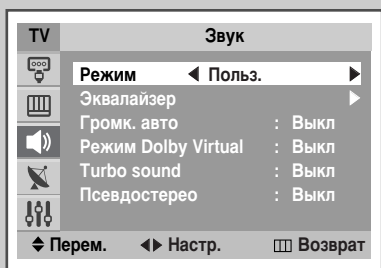 TV Звук
Режим Польз.
Эквалайзер
Громк. авто : Выкл
Режим Dolby Virtual : Выкл
Turbo sound : Выкл
Псевдостерео : Выкл
Перем. Настр. Возврат